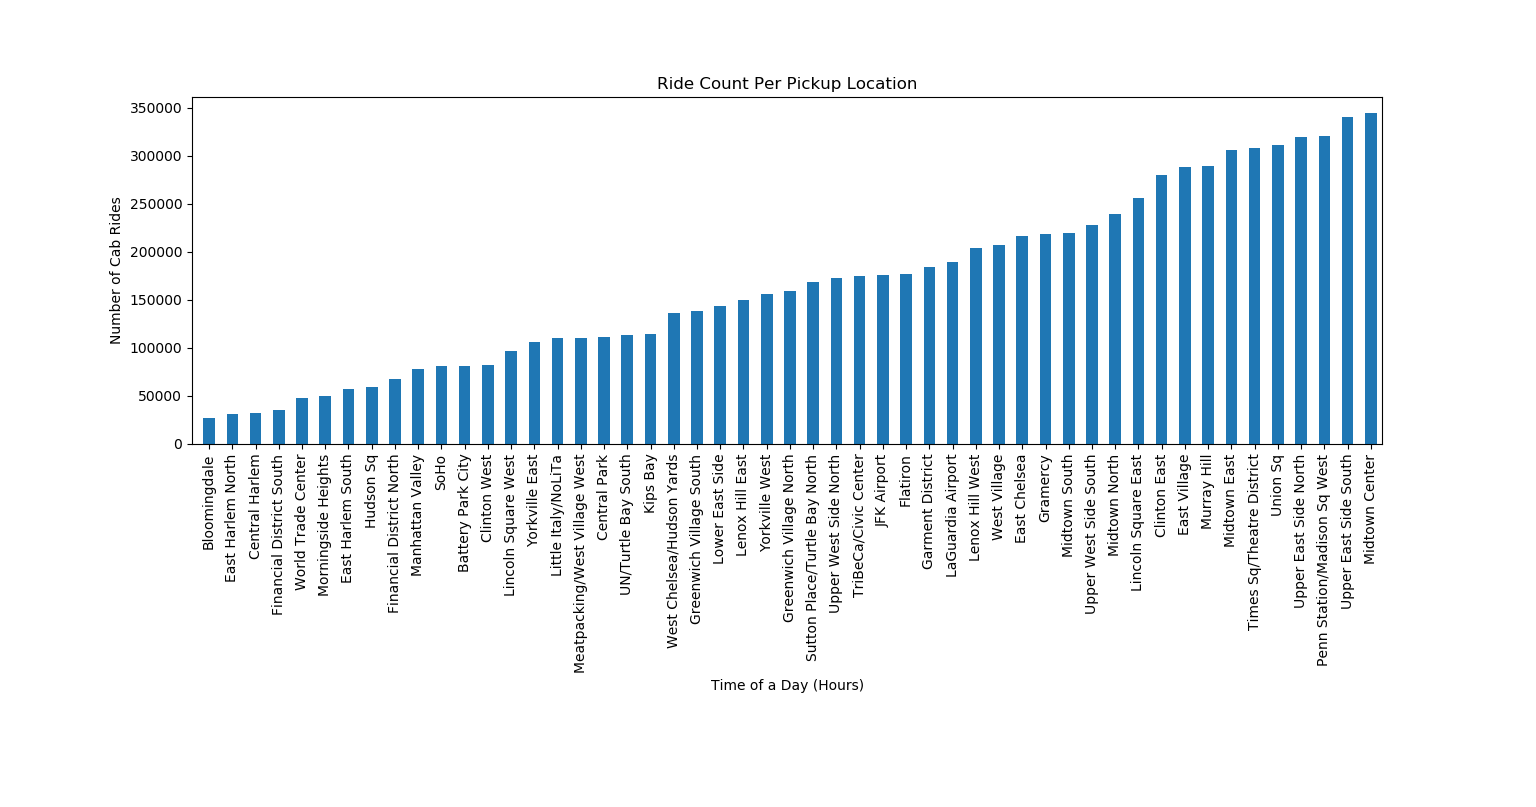 Ride Count Per Pickup Location
350000
300000
250000
200000
150000
100000
50000
0
Number of Cab Rides
Bloomingdale
East Harlem North
Central Harlem
Financial District South
World Trade Center
Morningside Heights
East Harlem South
Hudson Sq
Financial District North
Manhattan Valley
SoHo
Battery Park City
Clinton West
Lincoln Square West
Yorkville East
Little Italy/NoLiTa
Meatpacking/West Village West
Central Park
UN/Turtle Bay South
Kips Bay
West Chelsea/Hudson Yards
Greenwich Village South
Lower East Side
Lenox Hill East
Yorkville West
Greenwich Village North
Sutton Place/Turtle Bay North
Upper West Side North
TriBeCa/Civic Center
JFK Airport
Flatiron
Garment District
LaGuardia Airport
Lenox Hill West
West Village
East Chelsea
Gramercy
Midtown South
Upper West Side South
Midtown North
Lincoln Square East
Clinton East
East Village
Murray Hill
Midtown East
Times Sq/Theatre District
Union Sq
Upper East Side North
Penn Station/Madison Sq West
Upper East Side South
Midtown Center
Time of a Day (Hours)